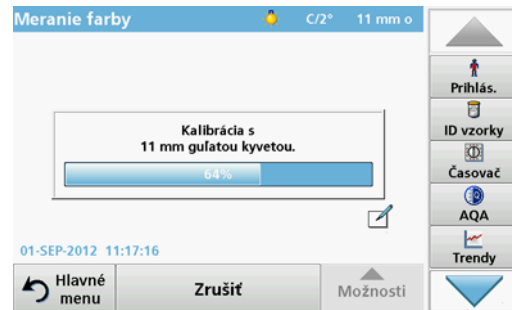 Meranie farby C/2° 11 mm o
Kalibrácia s
11 mm guľatou kyvetou.
64%
01-SEP-2012 11:17:16
Hlavné
menu
Zrušiť
Možnosti
Prihlás.
ID vzorky
Časovač
AQA
Trendy